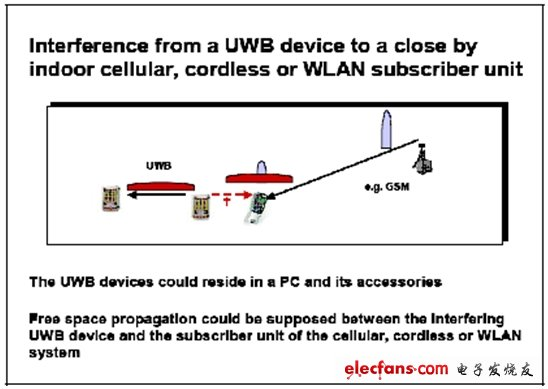 Interference from a UWB device to a close by
indoor cellular, cordless or WLAN subscriber unit
UWB
e.g. GSM
The UWB devices could reside in a PC and its accessories
Free space propagation could be supposed between the interfering
UWB device and the subscriber unit of the cellular, cordless or WLAN
system
elecfans.com 电子发烧友